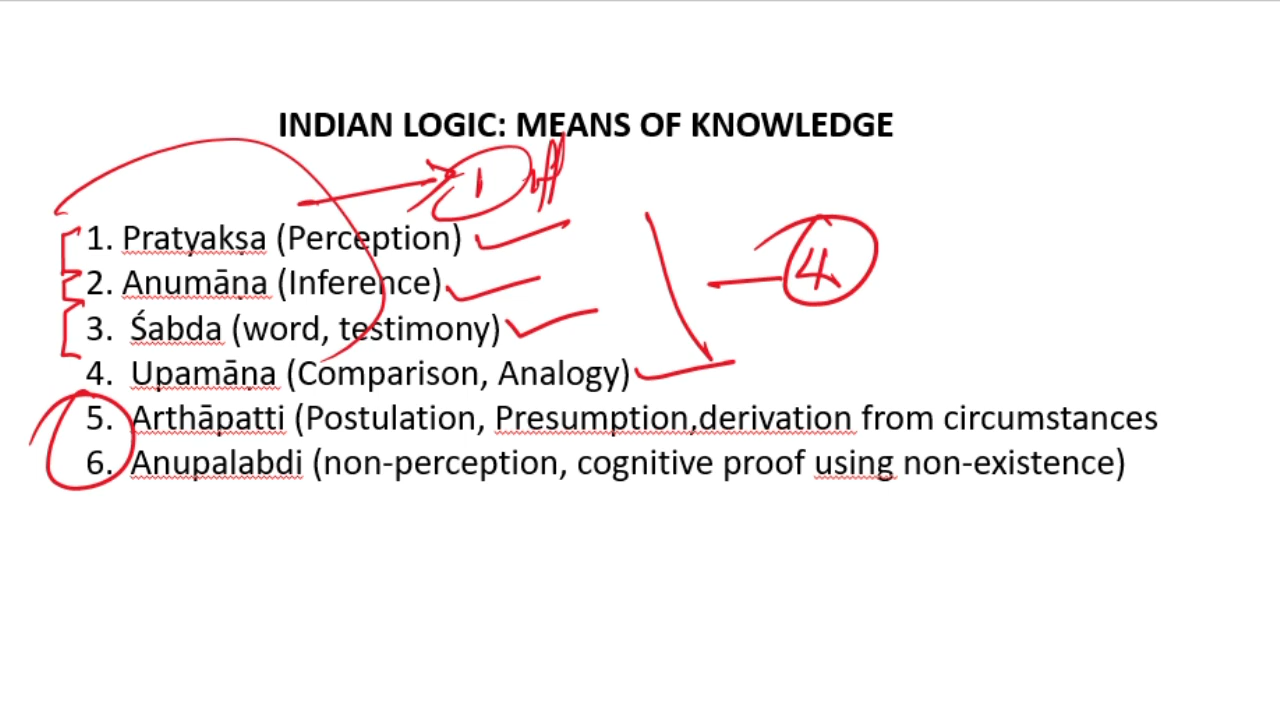 INDIAN LOGIC: MEANS OF KNOWLEDGE
Diff
1. Pratyakṣa (Perception)
2. Anumāṇa (Inference)
4
3. Śabda (word, testimony)
4. Upamāṇa (Comparison, Analogy)
5. Arthāpatti (Postulation, Presumption,derivation from circumstances
6. Anupalabdi (non-perception, cognitive proof using non-existence)